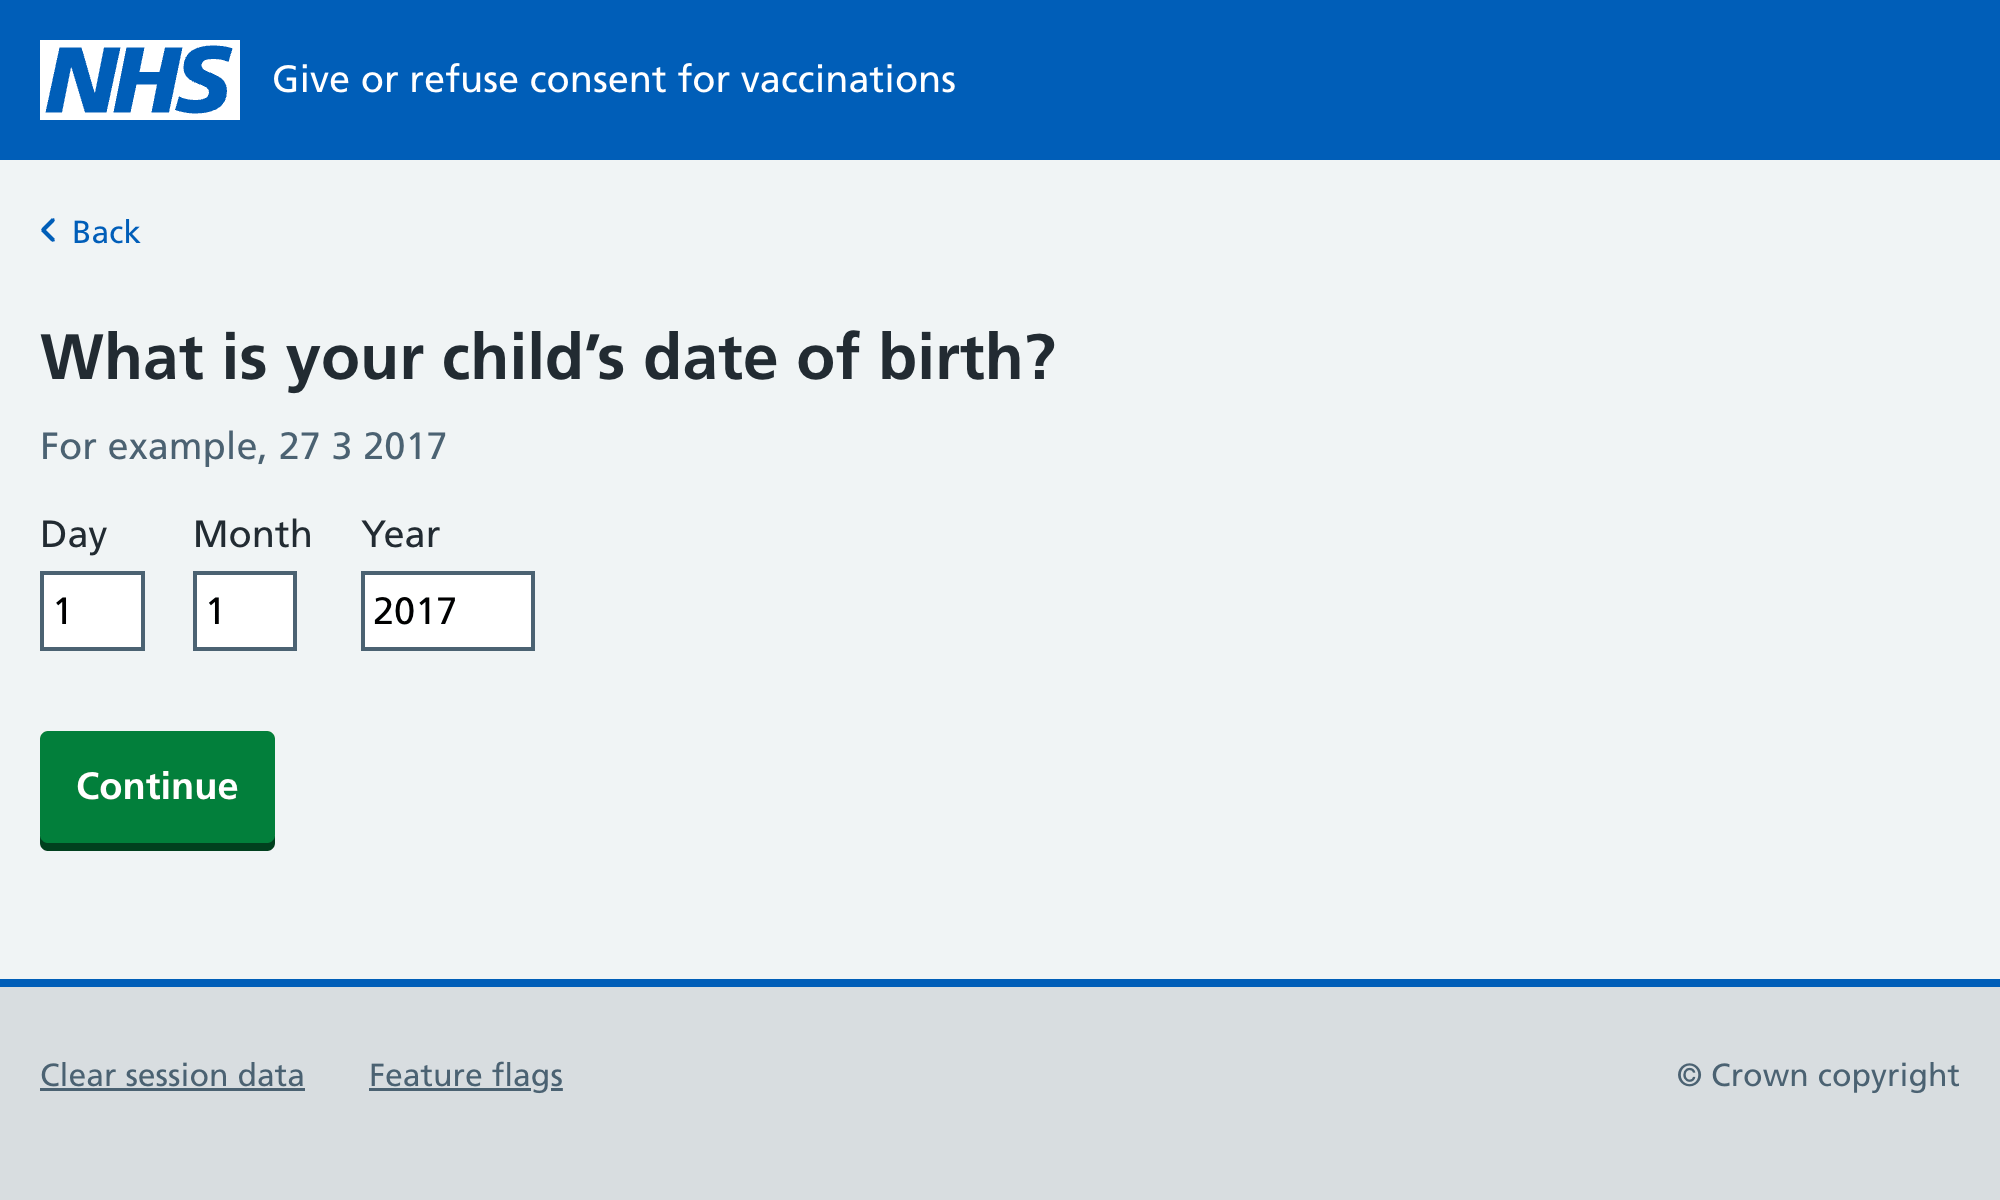 NHS
Give or refuse consent for vaccinations
Back
What is your child’s date of birth?
For example, 27 3 2017
Day Month Year
1 1 2017
Continue
Clear session data Feature flags © Crown copyright